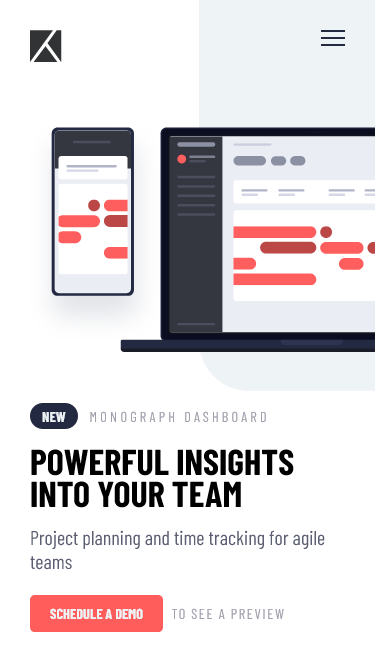 NEW MONOGRAPH DASHBOARD
POWERFUL INSIGHTS
INTO YOUR TEAM
Project planning and time tracking for agile
teams
SCHEDULE A DEMO TO SEE A PREVIEW